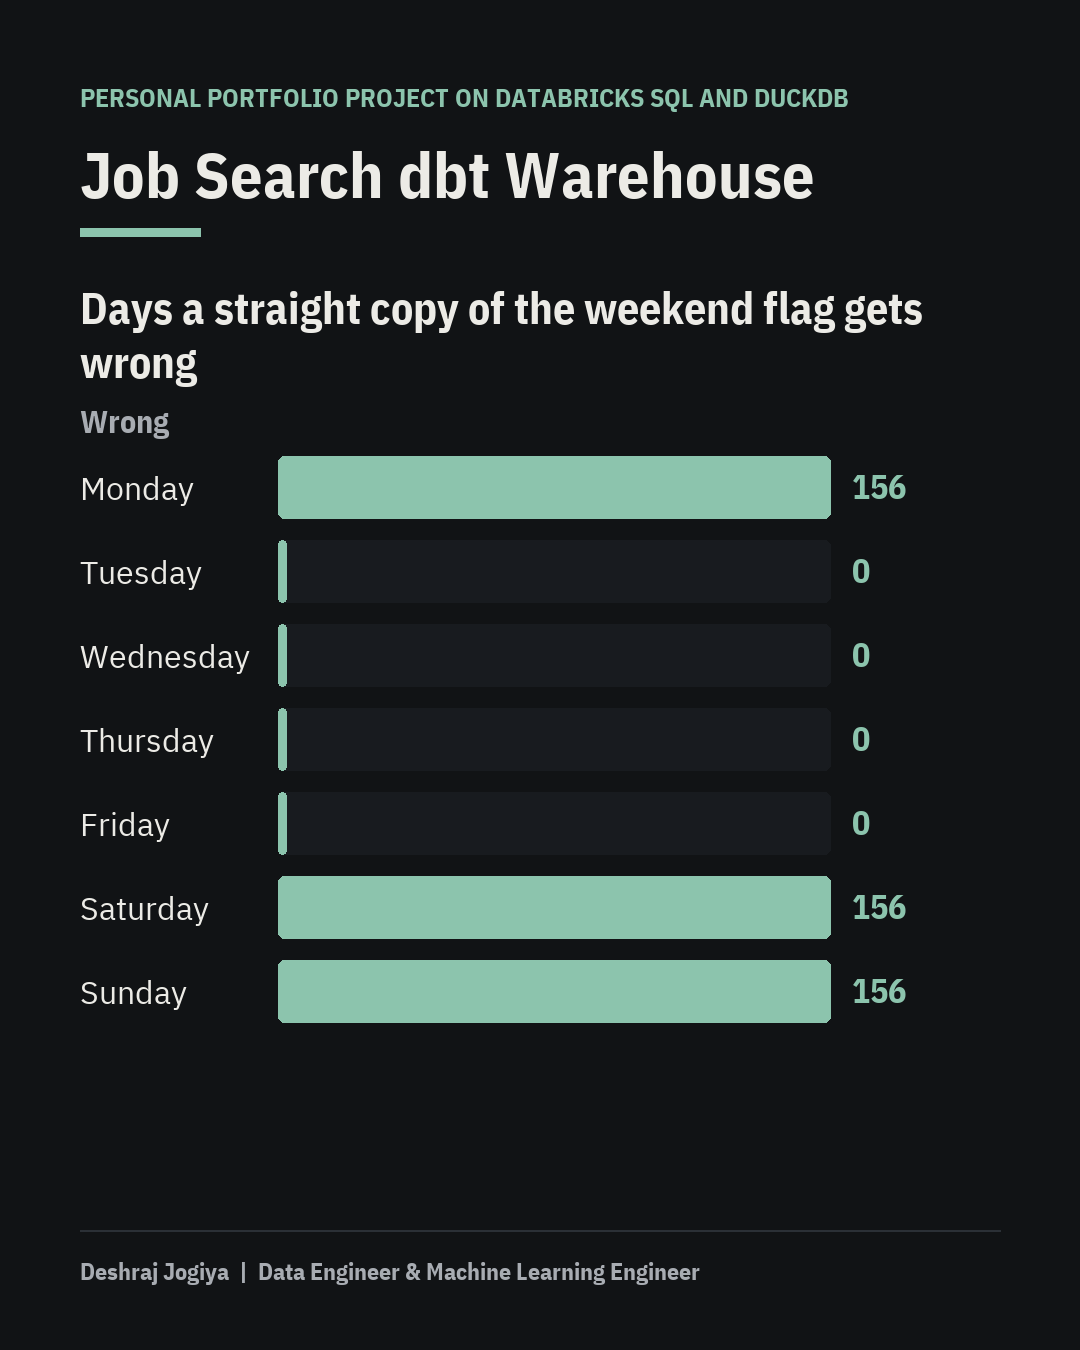 PERSONAL PORTFOLIO PROJECT ON DATABRICKS SQL AND DUCKDB
Job Search dbt Warehouse
Days a straight copy of the weekend flag gets
wrong
Wrong
Monday 156
Tuesday 0
Wednesday 0
Thursday 0
Friday 0
Saturday 156
Sunday 156
Deshraj Jogiya | Data Engineer & Machine Learning Engineer